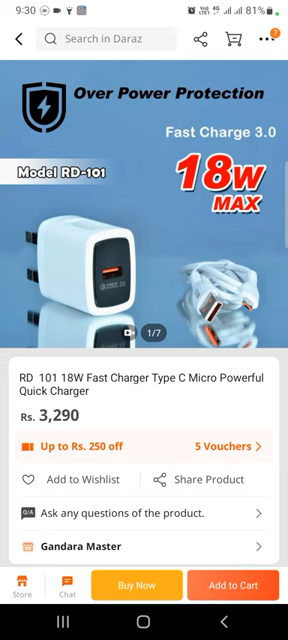 9:30
81%
Search in Daraz
7
Over Power Protection
Fast Charge 3.0
Model RD-101
18W
MAX
1/7
RD 101 18W Fast Charger Type C Micro Powerful
Quick Charger
Rs. 3,290
Up to Rs. 250 off
5 Vouchers
Add to Wishlist
Share Product
Q/A
Ask any questions of the product.
Gandara Master
Store
Chat
Buy Now
Add to Cart